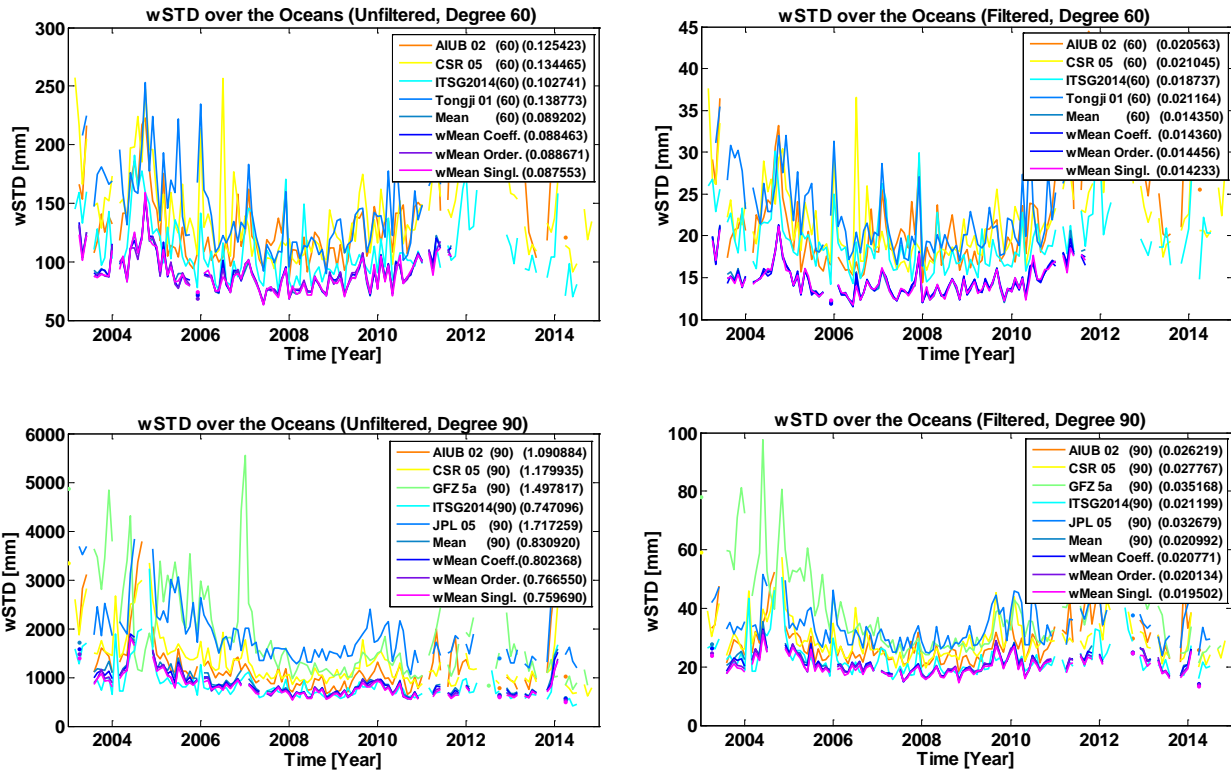 wSTD over the Oceans (Unfiltered, Degree 60)
wSTD [mm]
300
250
200
150
100
50
AIUB 02 (60) (0.125423)
CSR 05 (60) (0.134465)
ITSG2014(60) (0.102741)
Tongji 01 (60) (0.138773)
Mean (60) (0.089202)
wMean Coeff. (0.088463)
wMean Order. (0.088671)
wMean Singl. (0.087553)
2004 2006 2008 2010 2012 2014
Time [Year]
wSTD over the Oceans (Filtered, Degree 60)
wSTD [mm]
45
40
35
30
25
20
15
10
AIUB 02 (60) (0.020563)
CSR 05 (60) (0.021045)
ITSG2014(60) (0.018737)
Tongji 01 (60) (0.021164)
Mean (60) (0.014350)
wMean Coeff. (0.014360)
wMean Order. (0.014456)
wMean Singl. (0.014233)
2004 2006 2008 2010 2012 2014
Time [Year]
wSTD over the Oceans (Unfiltered, Degree 90)
wSTD [mm]
6000
5000
4000
3000
2000
1000
0
AIUB 02 (90) (1.090884)
CSR 05 (90) (1.179935)
GFZ 5a (90) (1.497817)
ITSG2014(90) (0.747096)
JPL 05 (90) (1.717259)
Mean (90) (0.830920)
wMean Coeff.(0.802368)
wMean Order. (0.766550)
wMean Singl. (0.759690)
2004 2006 2008 2010 2012 2014
Time [Year]
wSTD over the Oceans (Filtered, Degree 90)
wSTD [mm]
100
80
60
40
20
0
AIUB 02 (90) (0.026219)
CSR 05 (90) (0.027767)
GFZ 5a (90) (0.035168)
ITSG2014(90) (0.021199)
JPL 05 (90) (0.032679)
Mean (90) (0.020992)
wMean Coeff. (0.020771)
wMean Order. (0.020134)
wMean Singl. (0.019502)
2004 2006 2008 2010 2012 2014
Time [Year]